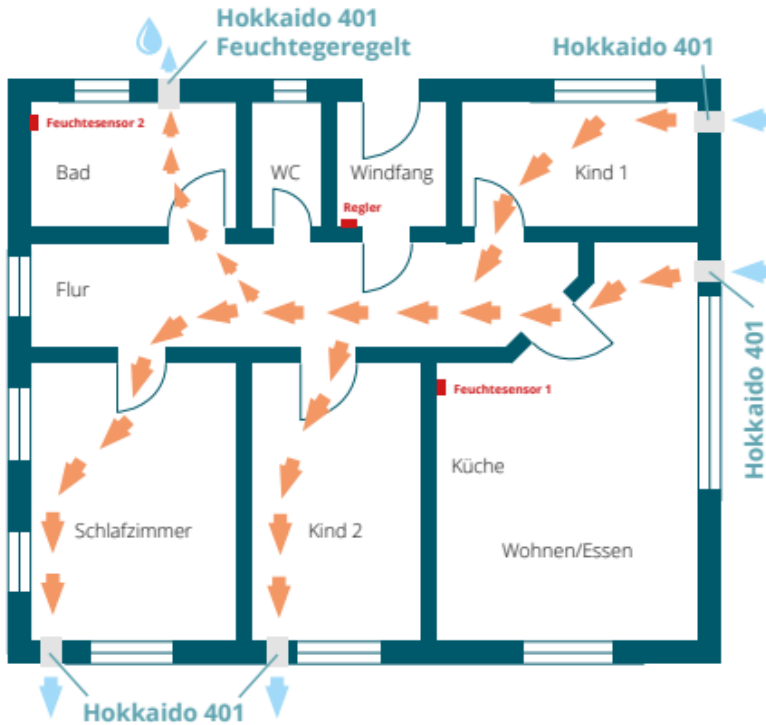 Hokkaido 401
Feuchtegeregelt
Hokkaido 401
Feuchtesensor 2
Bad
WC
Windfang
Kind 1
Regler
Flur
Hokkaido 401
Feuchtesensor 1
Küche
Schlafzimmer
Kind 2
Wohnen/Essen
Hokkaido 401